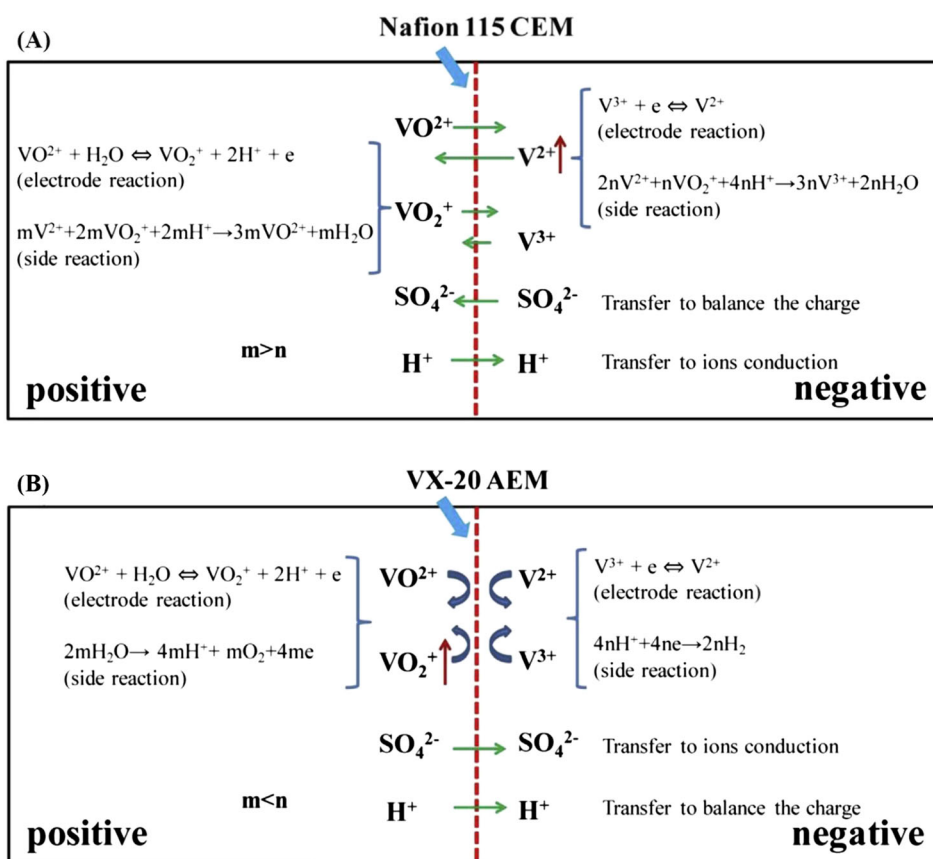 (A)
Nafion 115 CEM
VO²⁺ + H₂O ⇔ VO₂⁺ + 2H⁺ + e
(electrode reaction)
mV²⁺+2mVO₂⁺+2mH⁺→3mVO²⁺+mH₂O
(side reaction)
VO²⁺
V²⁺
VO₂⁺
V³⁺
SO₄²⁻
SO₄²⁻
H⁺
H⁺
V³⁺ + e ⇔ V²⁺
(electrode reaction)
2nV²⁺+nVO₂⁺+4nH⁺→3nV³⁺+2nH₂O
(side reaction)
Transfer to balance the charge
Transfer to ions conduction
m>n
positive
negative
(B)
VX-20 AEM
VO²⁺ + H₂O ⇔ VO₂⁺ + 2H⁺ + e
(electrode reaction)
2mH₂O→ 4mH⁺+ mO₂+4me
(side reaction)
VO²⁺
V²⁺
VO₂⁺
V³⁺
SO₄²⁻
SO₄²⁻
H⁺
H⁺
V³⁺ + e ⇔ V²⁺
(electrode reaction)
4nH⁺+4ne→2nH₂
(side reaction)
Transfer to ions conduction
Transfer to balance the charge
m<n
positive
negative